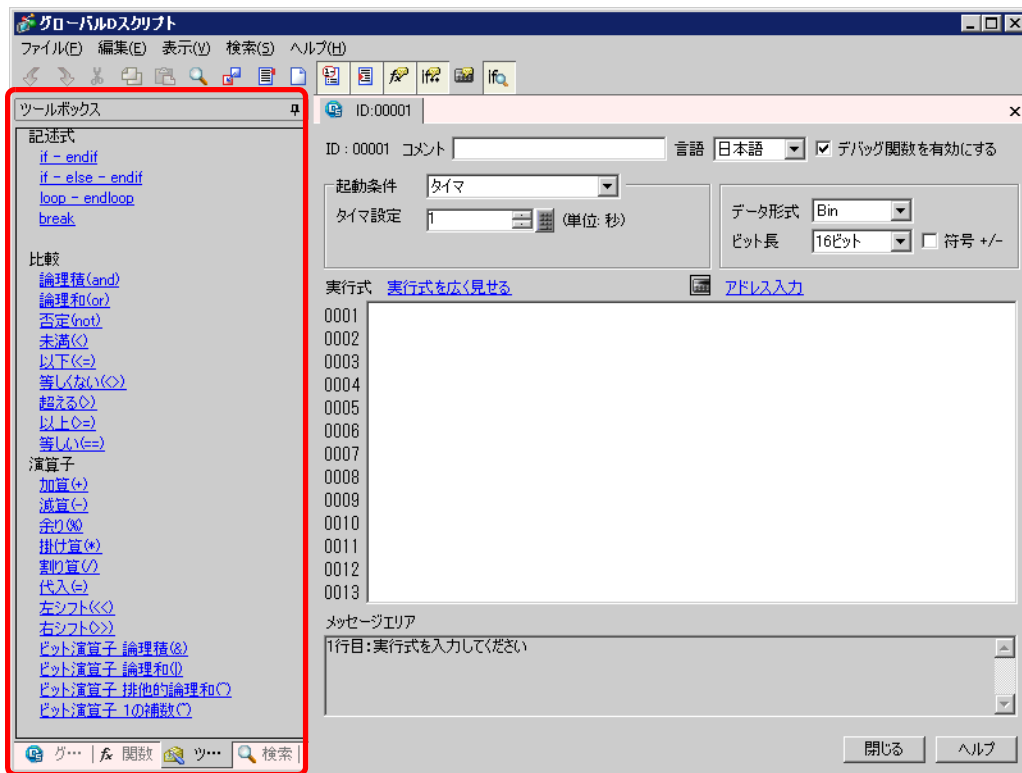 グローバルDスクリプト
ファイル(F) 編集(E) 表示(V) 検索(S) ヘルプ(H)
ツールボックス
記述式
if - endif
if - else - endif
loop - endloop
break
比較
論理積(and)
論理和(or)
否定(not)
未満(<)
以下(<=)
等しくない(<>)
超える(>)
以上(>=)
等しい(==)
演算子
加算(+)
減算(-)
余り(%)
掛け算(*)
割り算(/)
代入(=)
左シフト(<<)
右シフト(>>)
ビット演算子 論理積(&)
ビット演算子 論理和(|)
ビット演算子 排他的論理和(^)
ビット演算子 1の補数(~)
グ… fx 関数 ツ… 検索
ID:00001
ID : 00001 コメント 言語 日本語 デバッグ関数を有効にする
起動条件 タイマ
タイマ設定 1 (単位: 秒)
データ形式 Bin
ビット長 16ビット 符号 +/-
実行式 実行式を広く見せる アドレス入力
0001
0002
0003
0004
0005
0006
0007
0008
0009
0010
0011
0012
0013
メッセージエリア
1行目:実行式を入力してください
閉じる ヘルプ